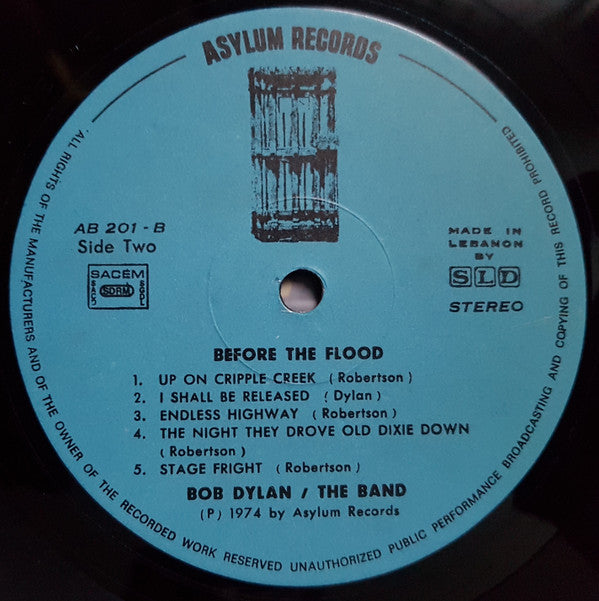 ASYLUM RECORDS
AB 201 - B
Side Two
SACEM
SACD SDRM SGDL
MADE IN
LEBANON
BY
SLD
STEREO
BEFORE THE FLOOD
1. UP ON CRIPPLE CREEK ( Robertson )
2. I SHALL BE RELEASED ( Dylan )
3. ENDLESS HIGHWAY ( Robertson )
4. THE NIGHT THEY DROVE OLD DIXIE DOWN
( Robertson )
5. STAGE FRIGHT ( Robertson )
BOB DYLAN / THE BAND
(P) 1974 by Asylum Records
ALL RIGHTS OF THE MANUFACTURERS AND OF THE OWNER OF THE RECORDED WORK RESERVED UNAUTHORIZED PUBLIC PERFORMANCE BROADCASTING AND COPYING OF THIS RECORD PROHIBITED